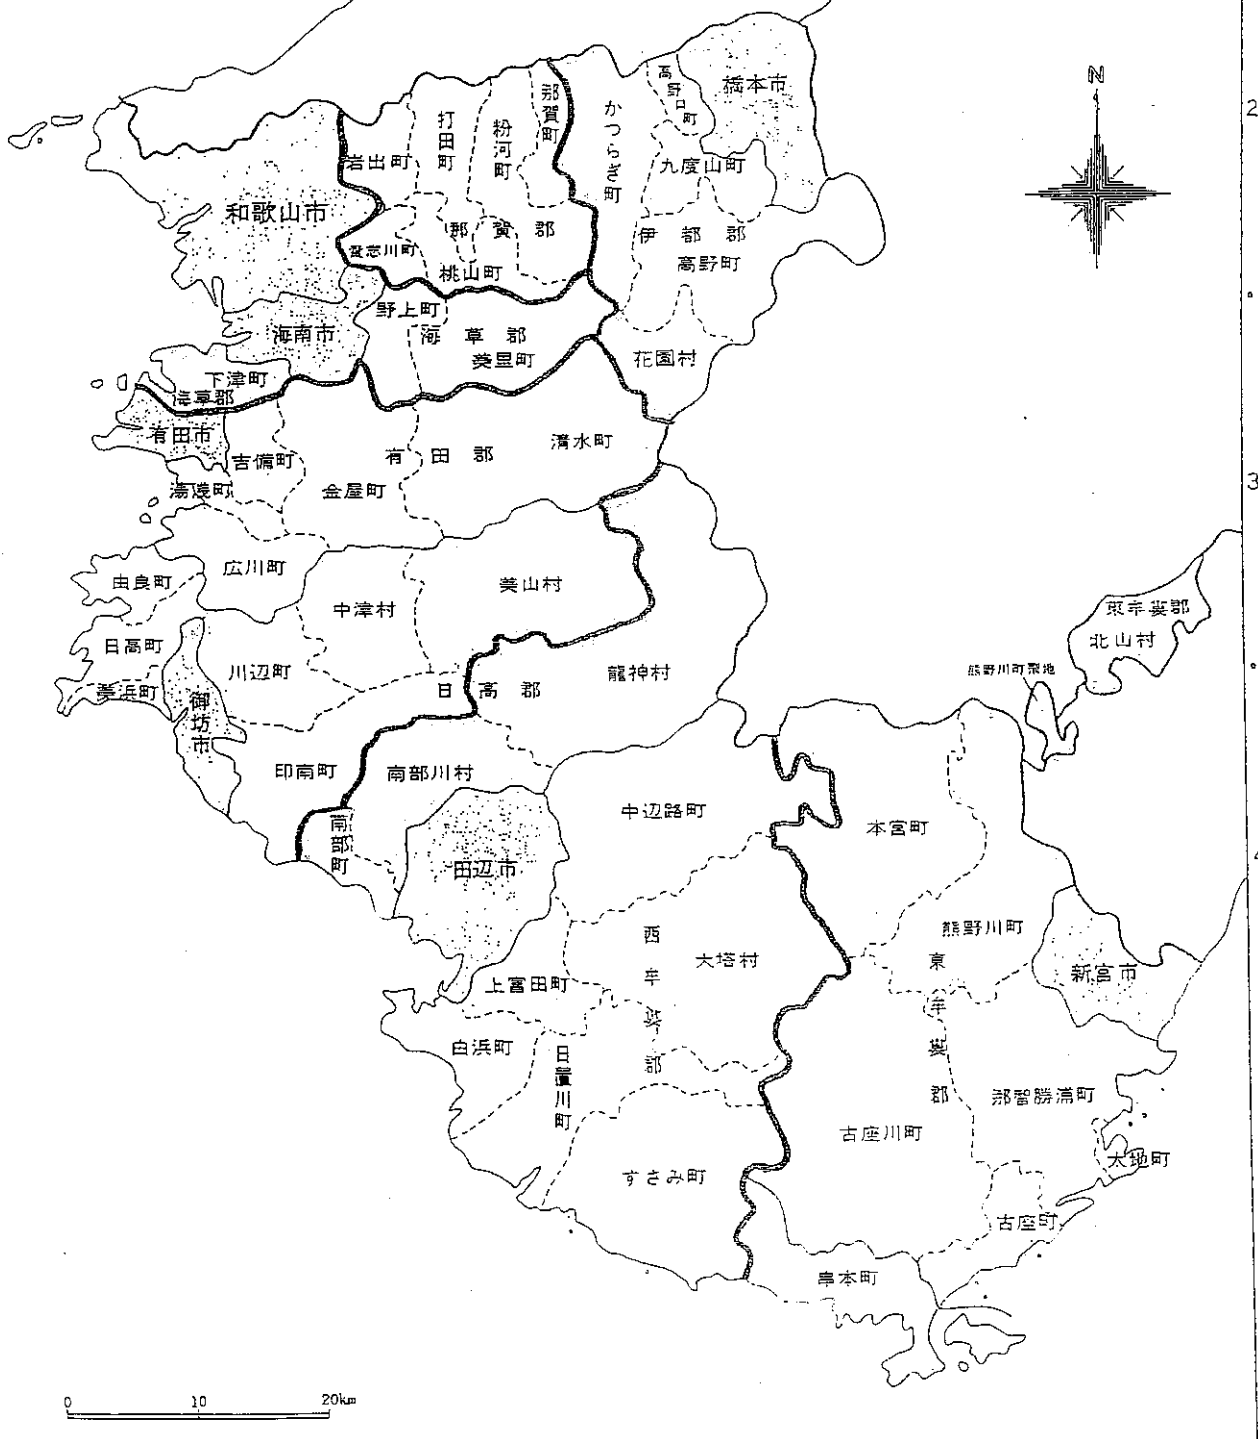 N
2
3
橋本市
高野口町
かつらぎ町
那賀町
粉河町
打田町
岩出町
九度山町
和歌山市
那賀郡
伊都郡
貴志川町
桃山町
高野町
野上町
海南市
海草郡
美里町
花園村
下津町
海草郡
有田市
吉備町
有田郡
清水町
湯浅町
金屋町
広川町
由良町
中津村
美山村
東牟婁郡
北山村
日高町
川辺町
龍神村
熊野川町飛地
美浜町
御坊市
日高郡
印南町
南部川村
南部町
中辺路町
本宮町
田辺市
熊野川町
西牟婁郡
大塔村
東牟婁郡
新宮市
上富田町
白浜町
日置川町
那智勝浦町
古座川町
太地町
すさみ町
古座町
串本町
0 10 20km